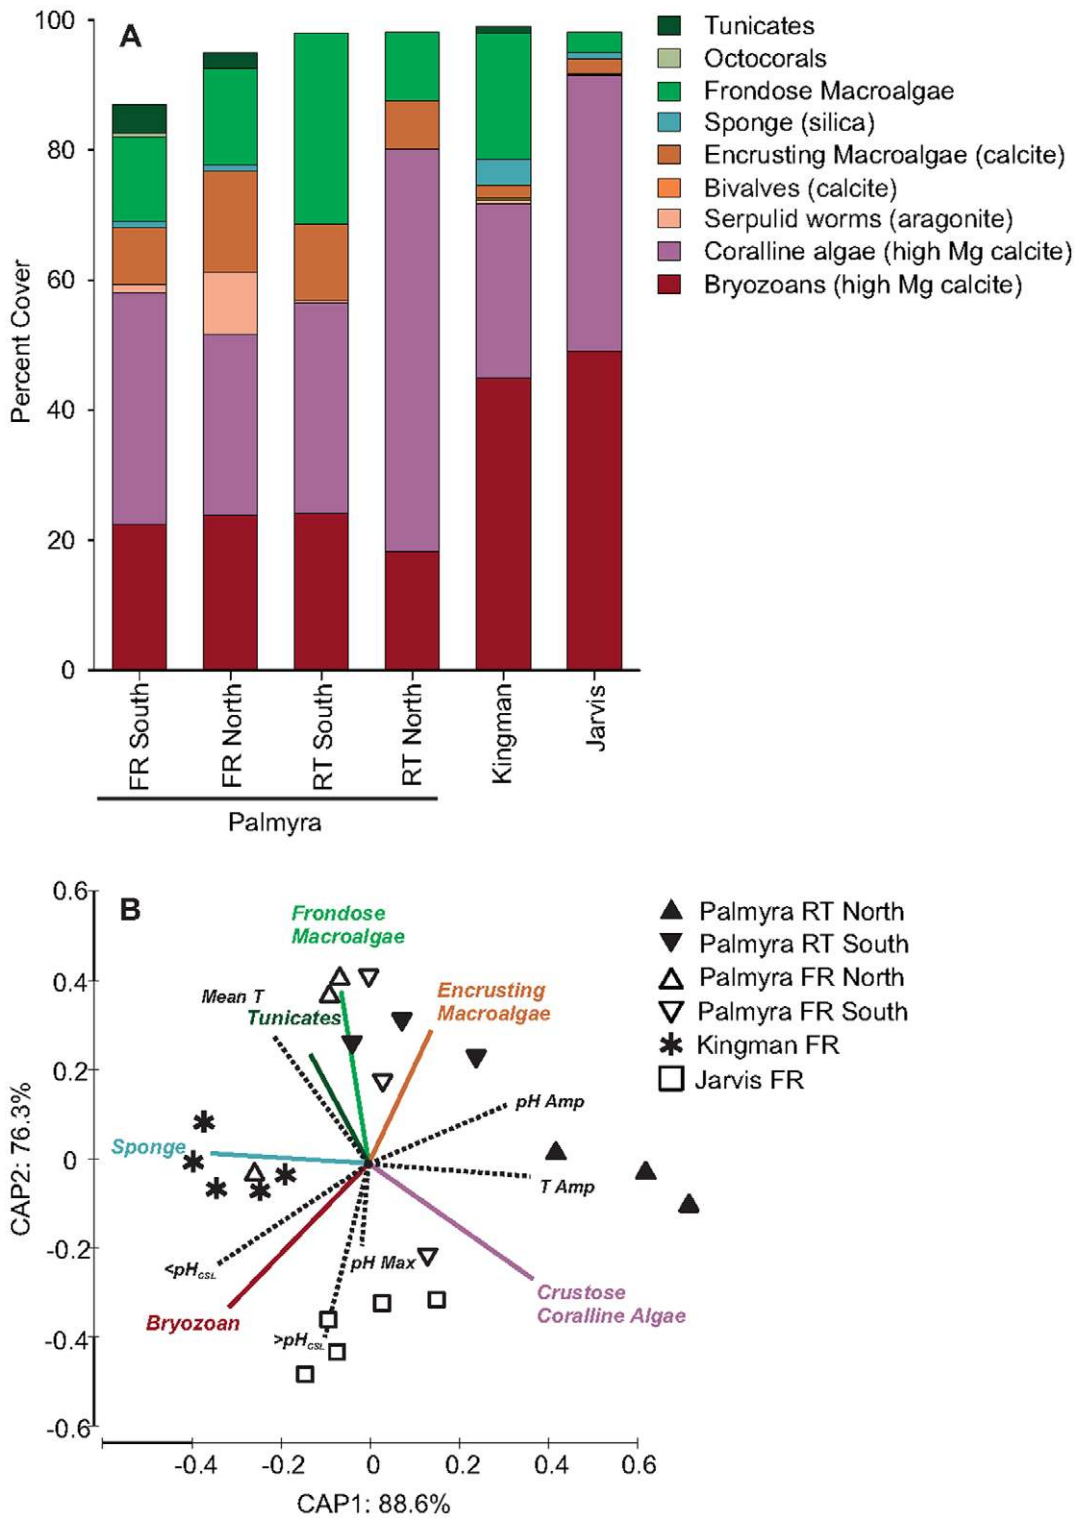 A
100
80
60
40
20
0
Percent Cover
Tunicates
Octocorals
Frondose Macroalgae
Sponge (silica)
Encrusting Macroalgae (calcite)
Bivalves (calcite)
Serpulid worms (aragonite)
Coralline algae (high Mg calcite)
Bryozoans (high Mg calcite)
FR South
FR North
RT South
RT North
Kingman
Jarvis
Palmyra
B
0.6
0.4
0.2
0
-0.2
-0.4
-0.6
CAP2: 76.3%
Frondose
Macroalgae
Mean T
Tunicates
Encrusting
Macroalgae
pH Amp
Sponge
T Amp
<pHCSL
pH Max
Bryozoan
>pHCSL
Crustose
Coralline Algae
Palmyra RT North
Palmyra RT South
Palmyra FR North
Palmyra FR South
Kingman FR
Jarvis FR
-0.4
-0.2
0
0.2
0.4
0.6
CAP1: 88.6%